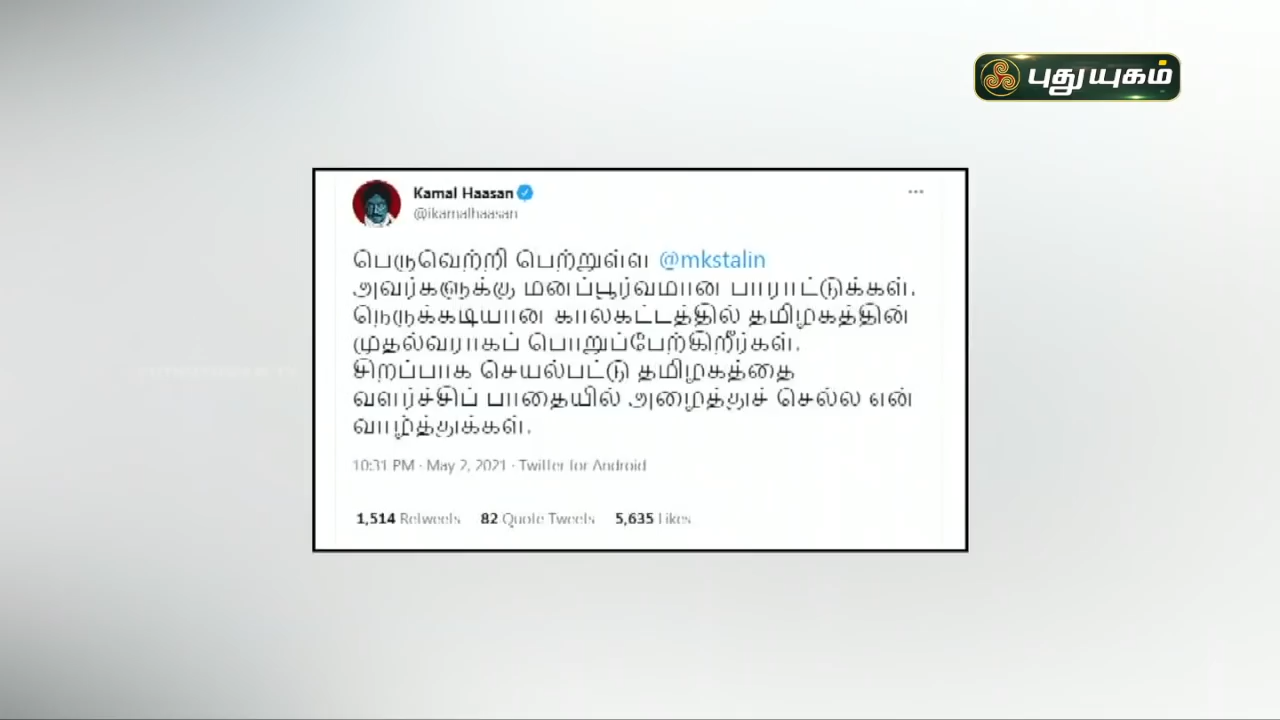 புதுயுகம்
Kamal Haasan
@ikamalhaasan
பெருவெற்றி பெற்றுள்ள @mkstalin
அவர்களுக்கு மனப்பூர்வமான பாராட்டுக்கள்.
நெருக்கடியான காலகட்டத்தில் தமிழகத்தின்
முதல்வராகப் பொறுப்பேற்கிறீர்கள்.
சிறப்பாக செயல்பட்டு தமிழகத்தை
வளர்ச்சிப் பாதையில் அழைத்துச் செல்ல என்
வாழ்த்துக்கள்.
10:31 PM · May 2, 2021 · Twitter for Android
1,514 Retweets 82 Quote Tweets 5,635 Likes